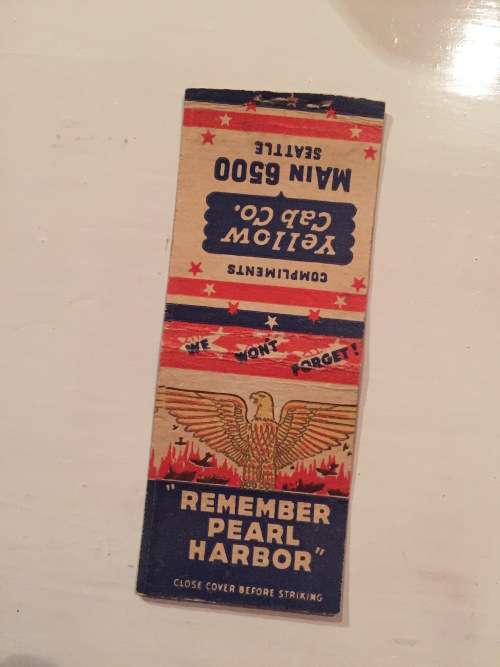 COMPLIMENTS
Yellow
Cab Co.
MAIN 6500
SEATTLE
WE WON'T FORGET!
"REMEMBER
PEARL
HARBOR"
CLOSE COVER BEFORE STRIKING